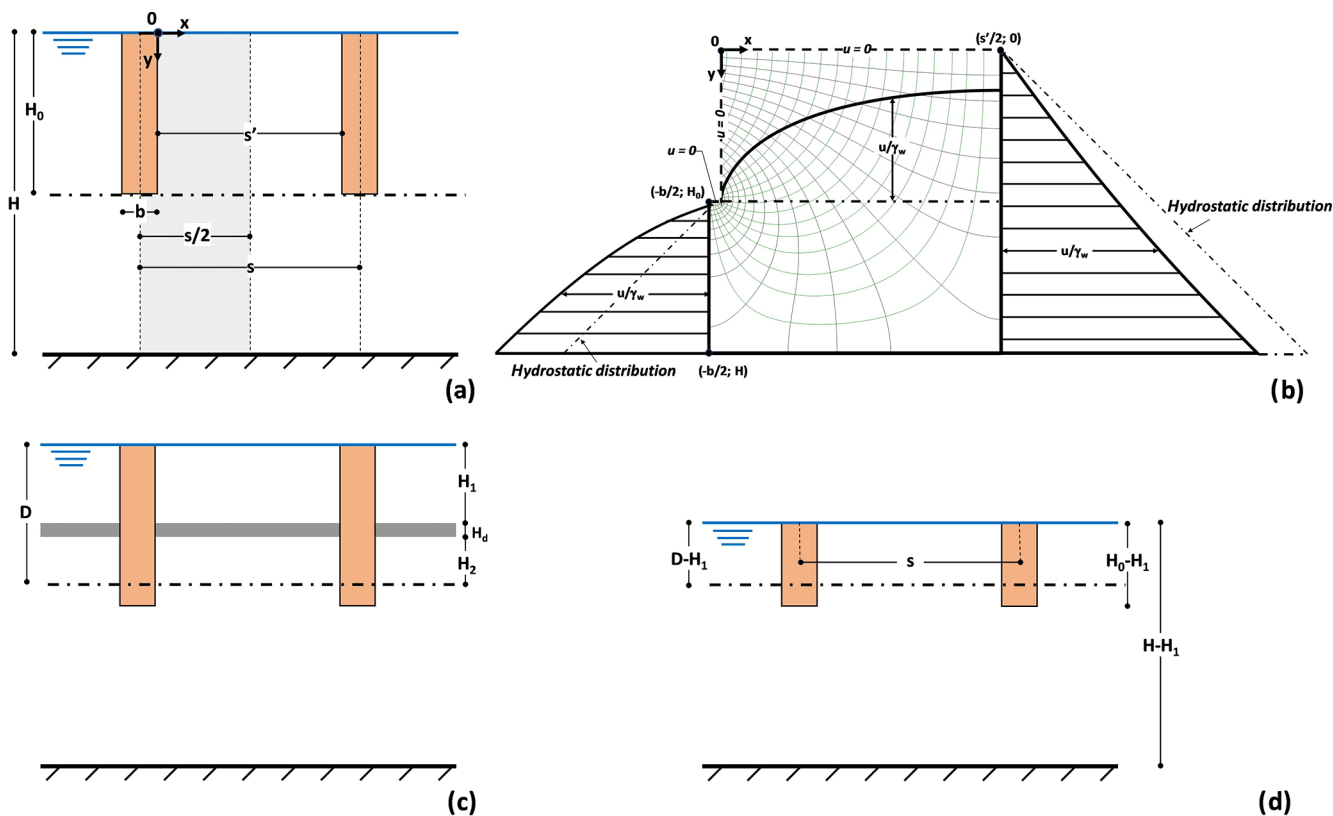 0
x
y
H₀
H
s’
b
s/2
s
(a)
0
x
y
u = 0
(s’/2; 0)
u = 0
u = 0
u/γw
(-b/2; H₀)
Hydrostatic distribution
u/γw
u/γw
Hydrostatic distribution
(-b/2; H)
(b)
D
H₁
Hd
H₂
(c)
D-H₁
s
H₀-H₁
H-H₁
(d)